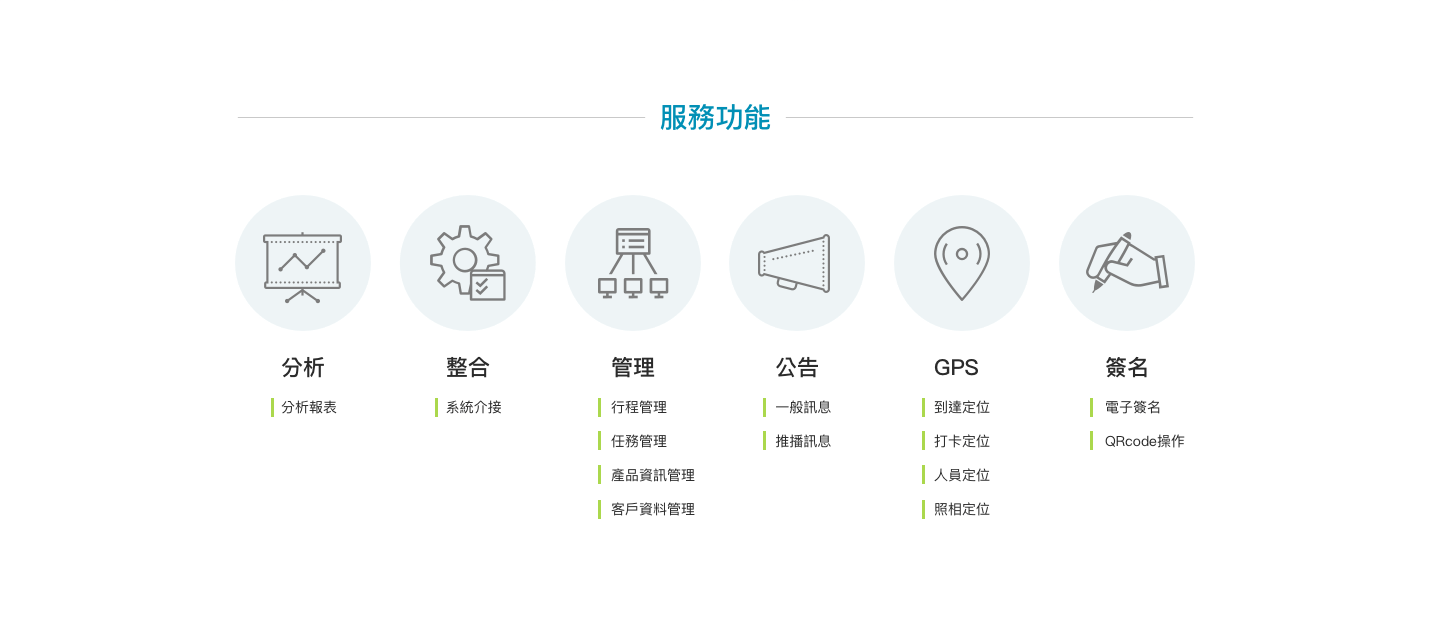 服務功能
分析
分析報表
整合
系統介接
管理
行程管理
任務管理
產品資訊管理
客戶資料管理
公告
一般訊息
推播訊息
GPS
到達定位
打卡定位
人員定位
照相定位
簽名
電子簽名
QRcode操作